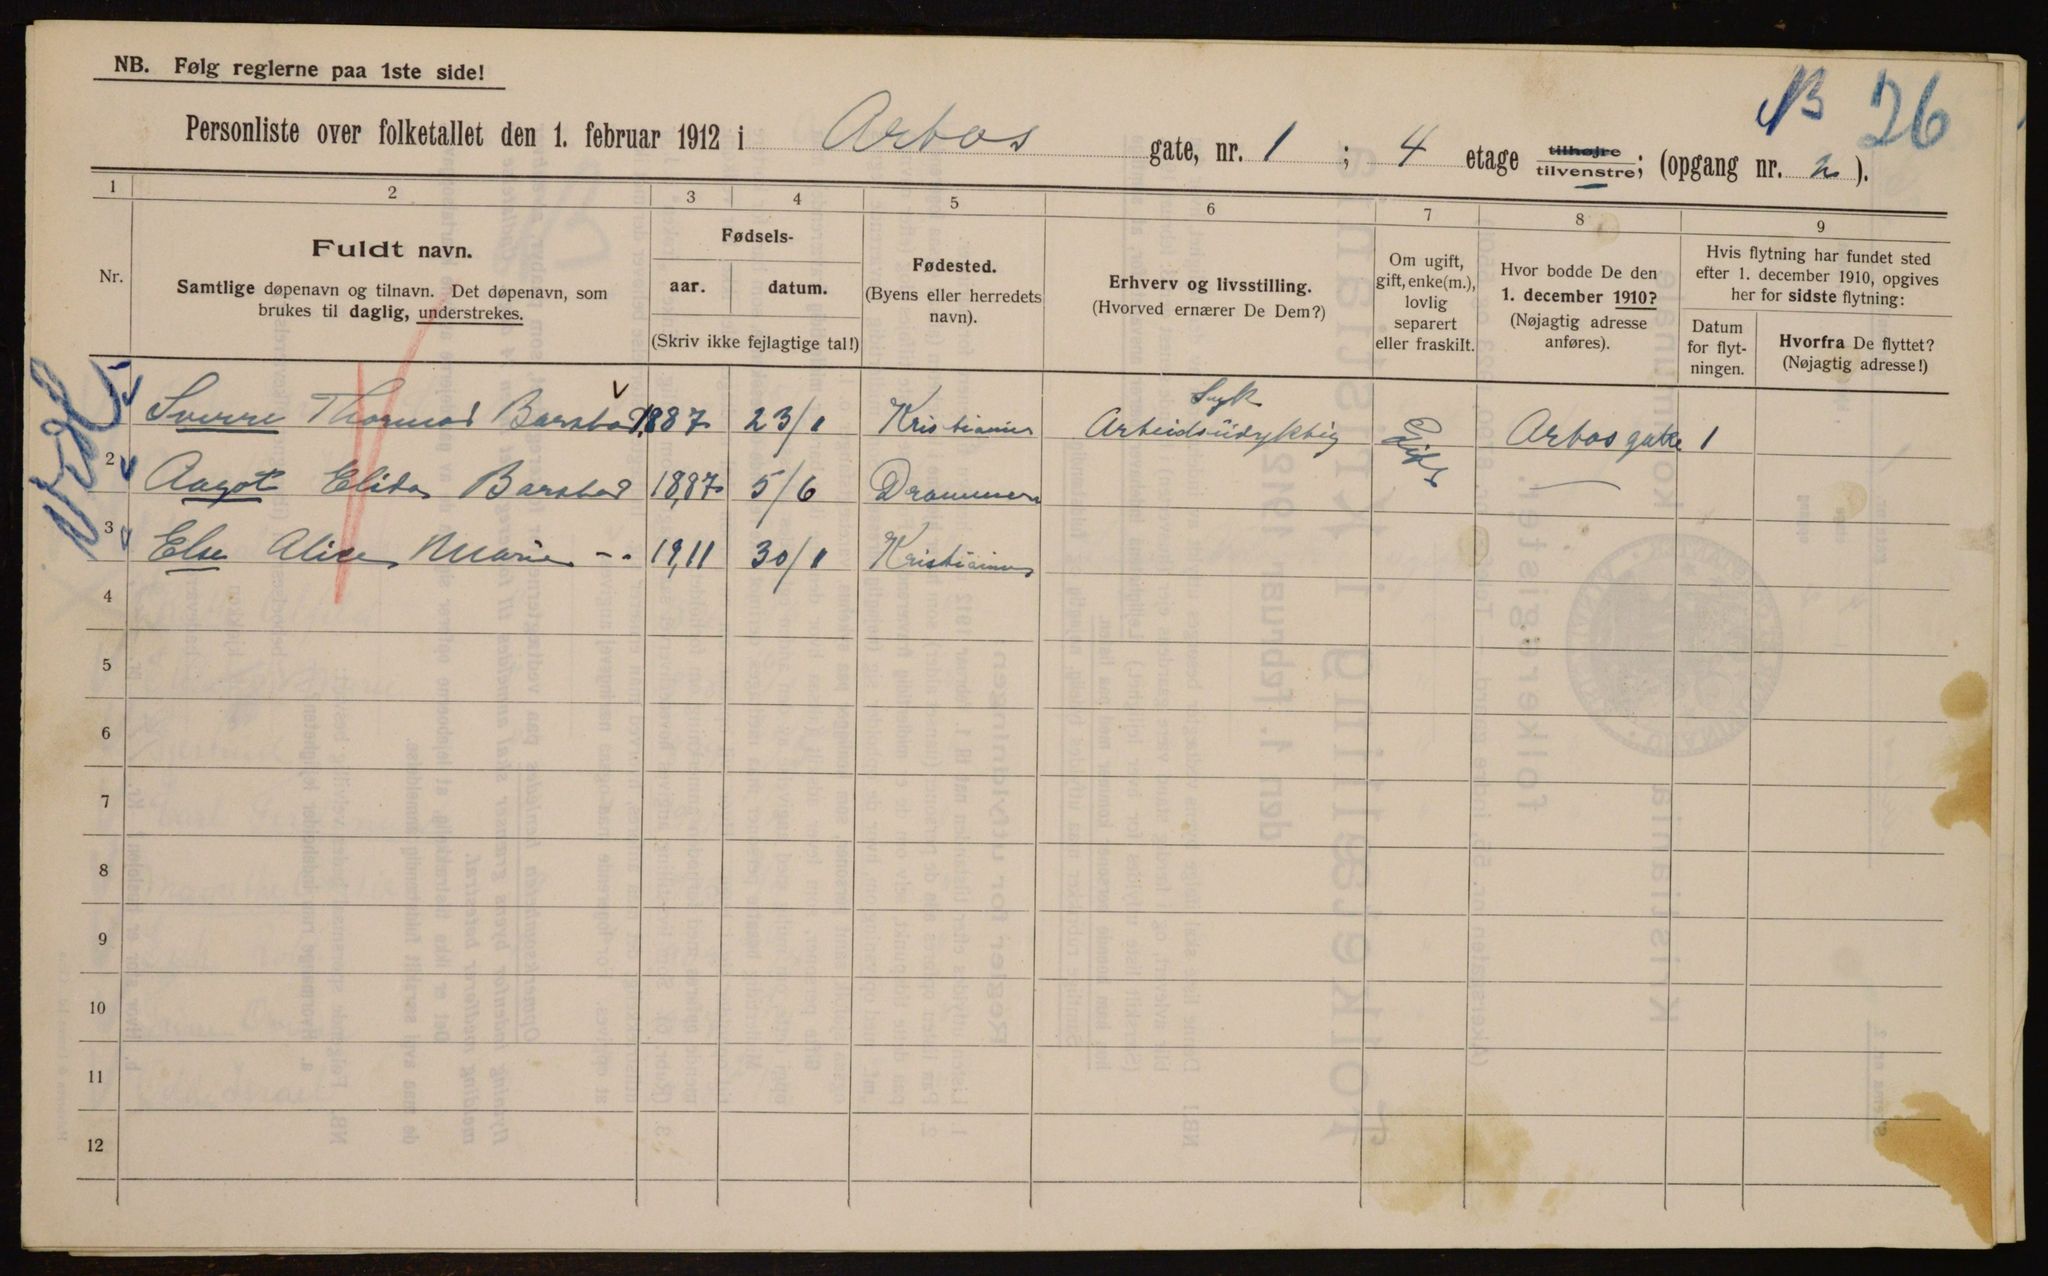 NB. Følg reglerne paa 1ste side!
NB 26
Personliste over folketallet den 1. februar 1912 i Arbos gate, nr. 1 ; 4 etage tilhøjre/tilvenstre; (opgang nr. 2).
1 2 3 4 5 6 7 8 9
Nr.
Fuldt navn.
Samtlige døpenavn og tilnavn. Det døpenavn, som
brukes til daglig, understrekes.
Fødsels-
aar. datum.
(Skriv ikke fejlagtige tal!)
Fødested.
(Byens eller herredets
navn).
Erhverv og livsstilling.
(Hvorved ernærer De Dem?)
Om ugift,
gift, enke(m.),
lovlig
separert
eller fraskilt.
Hvor bodde De den
1. december 1910?
(Nøjagtig adresse
anføres).
Hvis flytning har fundet sted
efter 1. december 1910, opgives
her for sidste flytning:
Datum
for flyt-
ningen.
Hvorfra De flyttet?
(Nøjagtig adresse!)
Syk
Sverre Thormod Barstad 1887 23/1 Kristiania Arbeidsudyktig Gift Arbosgate 1
2 Aagot Elida Barstad 1887 5/6 Drammen
3 Else Alice Marie -"- 1911 30/1 Kristiania
4
5
6
7
8
9
10
11
12